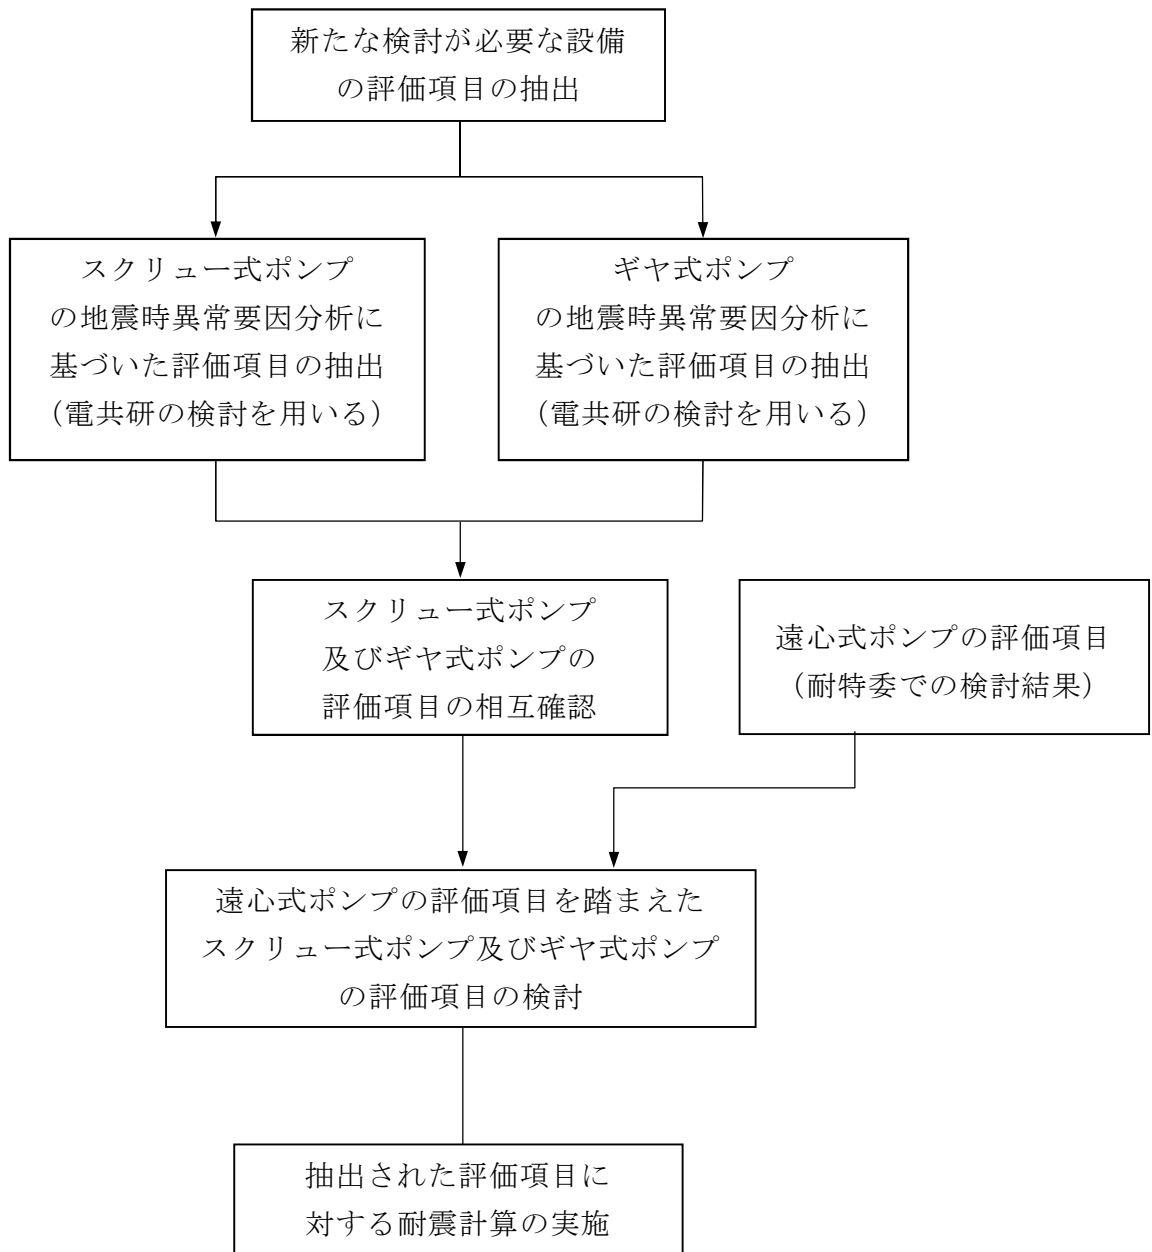 新たな検討が必要な設備
の評価項目の抽出
スクリュー式ポンプ
の地震時異常要因分析に
基づいた評価項目の抽出
（電共研の検討を用いる）
ギヤ式ポンプ
の地震時異常要因分析に
基づいた評価項目の抽出
（電共研の検討を用いる）
スクリュー式ポンプ
及びギヤ式ポンプの
評価項目の相互確認
遠心式ポンプの評価項目
（耐特委での検討結果）
遠心式ポンプの評価項目を踏まえた
スクリュー式ポンプ及びギヤ式ポンプ
の評価項目の検討
抽出された評価項目に
対する耐震計算の実施